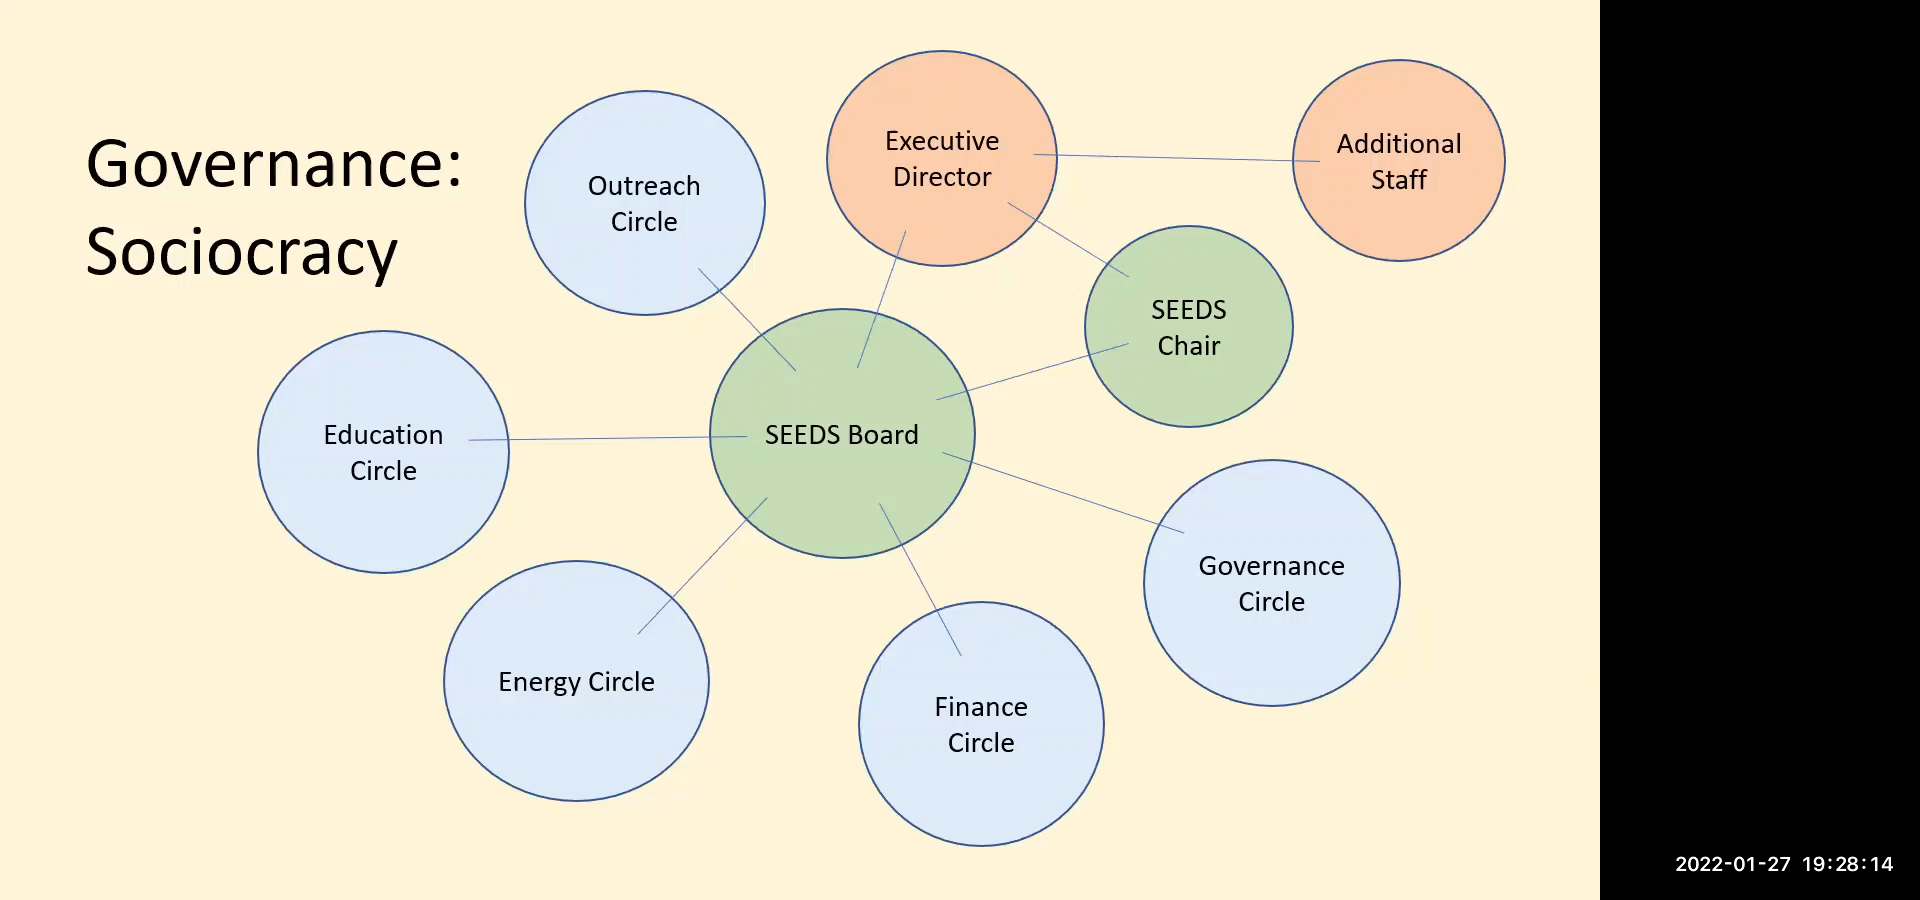 Governance:
Sociocracy
Outreach
Circle
Executive
Director
Additional
Staff
SEEDS
Chair
Education
Circle
SEEDS Board
Governance
Circle
Energy Circle
Finance
Circle
2022-01-27 19:28:14